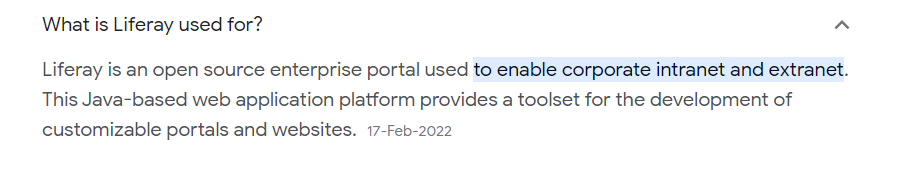 What is Liferay used for?
Liferay is an open source enterprise portal used to enable corporate intranet and extranet.
This Java-based web application platform provides a toolset for the development of
customizable portals and websites. 17-Feb-2022